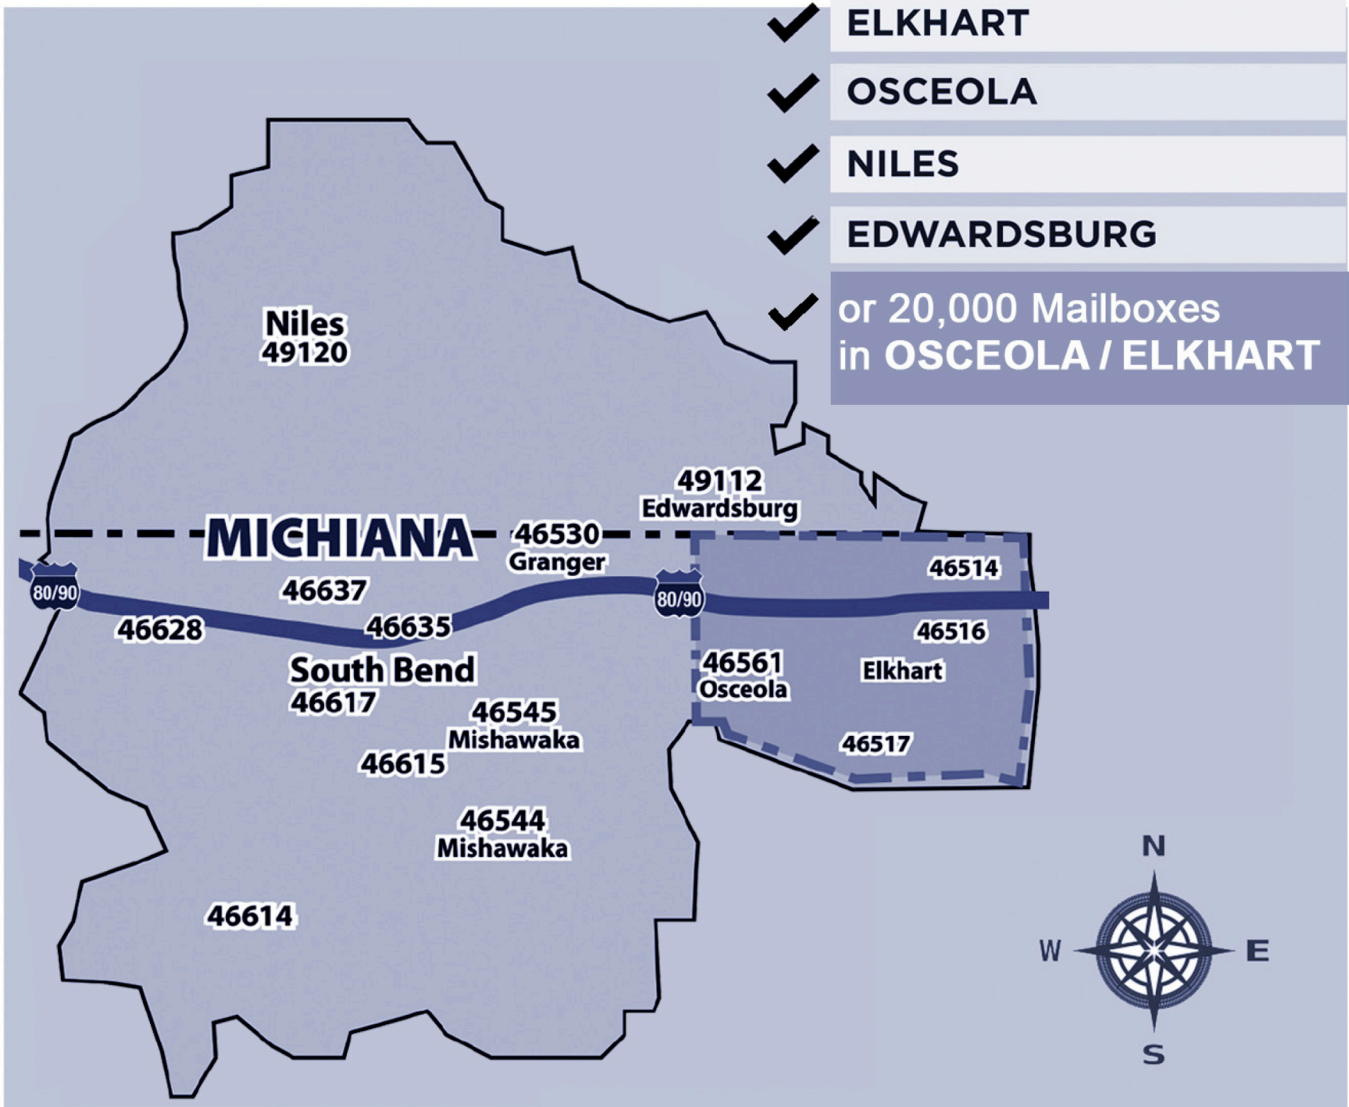 ELKHART
OSCEOLA
NILES
EDWARDSBURG
or 20,000 Mailboxes
in OSCEOLA / ELKHART
Niles
49120
49112
Edwardsburg
MICHIANA
46530
Granger
46514
46637
80/90
80/90
46628
46635
46516
South Bend
46617
46561
Osceola
Elkhart
46545
Mishawaka
46517
46615
46544
Mishawaka
46614
N
W
E
S